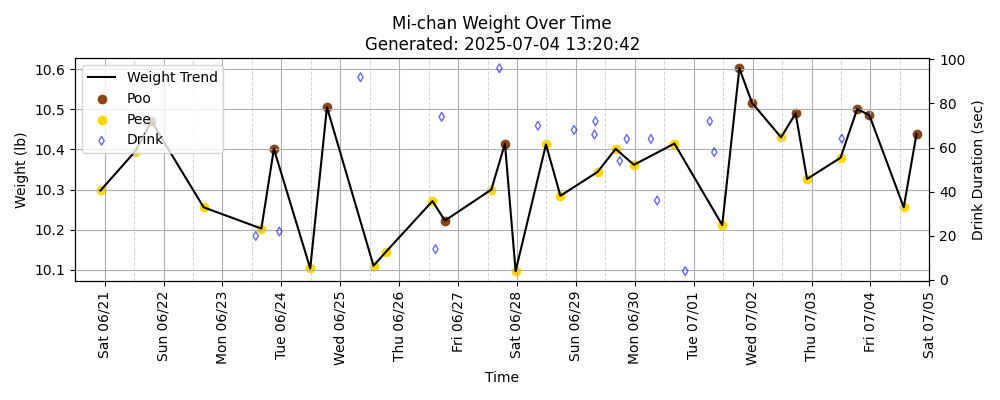 Mi-chan Weight Over Time
Generated: 2025-07-04 13:20:42
Weight Trend
Poo
Pee
Drink
Weight (lb)
10.6
10.5
10.4
10.3
10.2
10.1
100
80
60
40
20
0
Drink Duration (sec)
Sat 06/21
Sun 06/22
Mon 06/23
Tue 06/24
Wed 06/25
Thu 06/26
Fri 06/27
Sat 06/28
Sun 06/29
Mon 06/30
Tue 07/01
Wed 07/02
Thu 07/03
Fri 07/04
Sat 07/05
Time